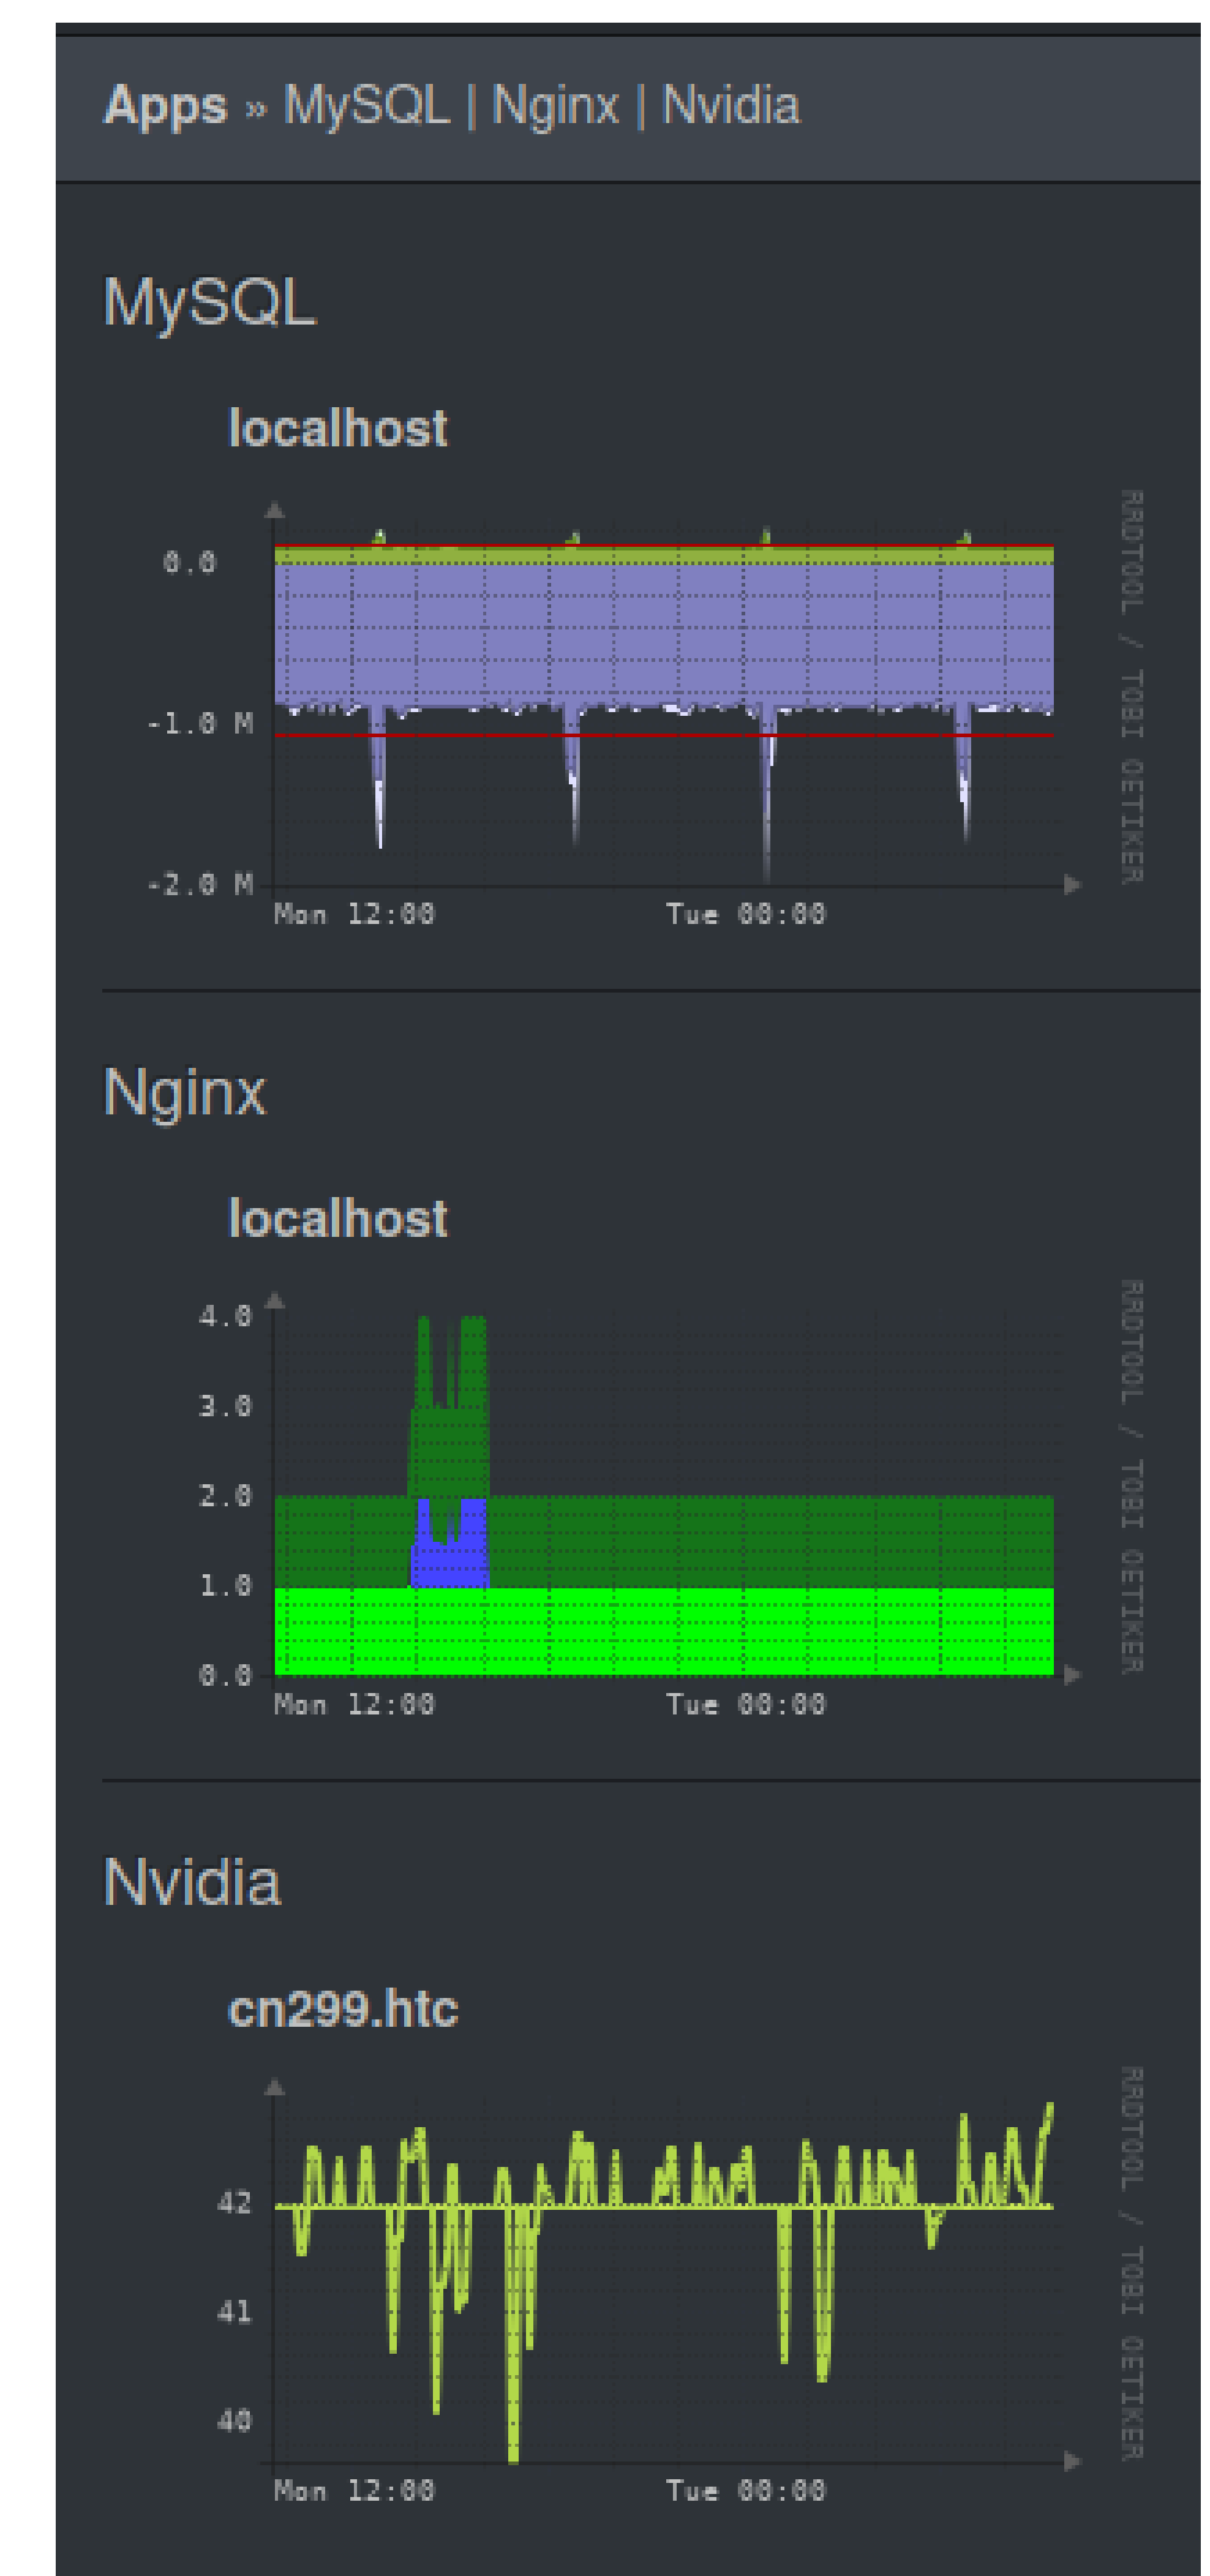 Apps » MySQL | Nginx | Nvidia
MySQL
localhost
0.0
-1.0 M
-2.0 M
Mon 12:00
Tue 00:00
RRDTOOL / TOBI OETIKER
Nginx
localhost
4.0
3.0
2.0
1.0
0.0
Mon 12:00
Tue 00:00
RRDTOOL / TOBI OETIKER
Nvidia
cn299.htc
42
41
40
Mon 12:00
Tue 00:00
RRDTOOL / TOBI OETIKER